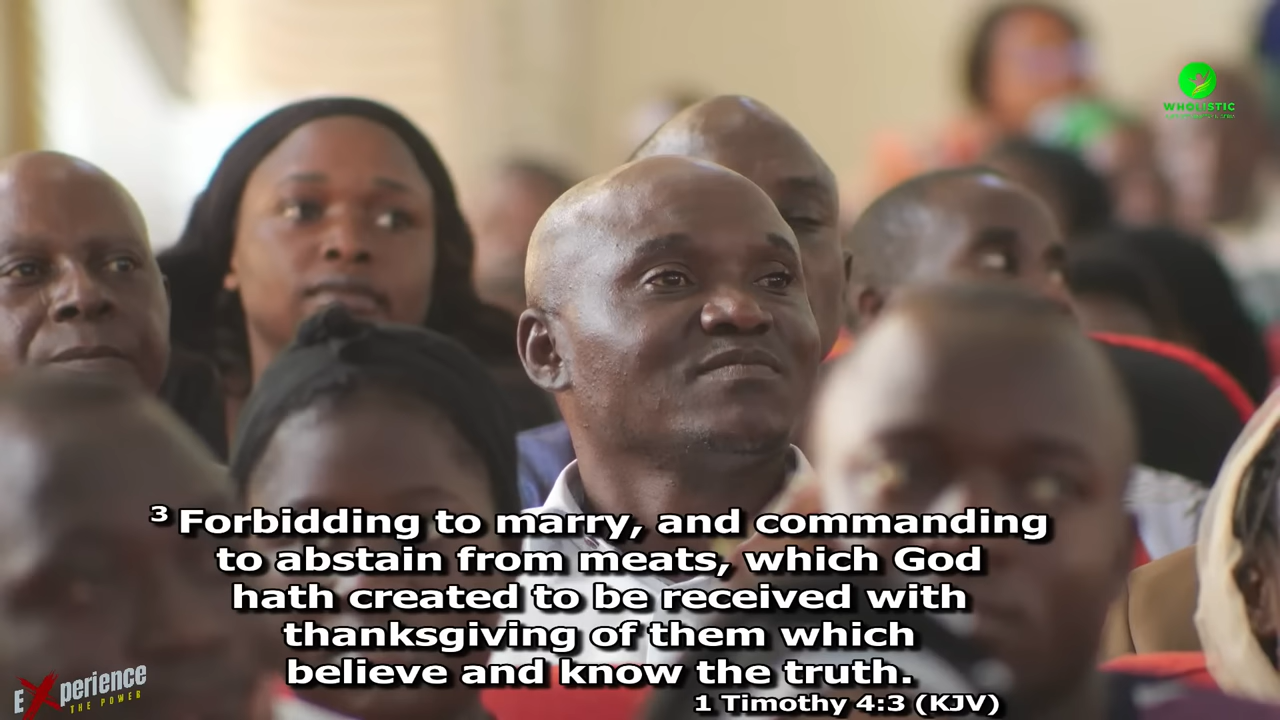 WHOLISTIC
³ Forbidding to marry, and commanding
to abstain from meats, which God
hath created to be received with
thanksgiving of them which
believe and know the truth.
1 Timothy 4:3 (KJV)
EXperience
THE POWER